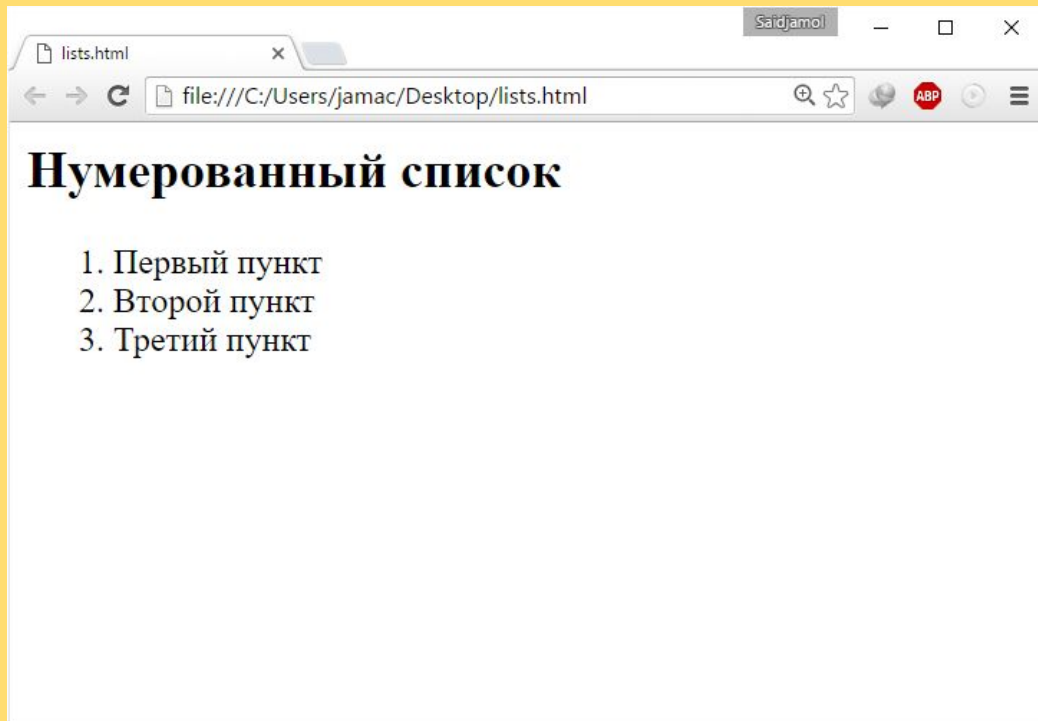 Saidjamol
lists.html
file:///C:/Users/jamac/Desktop/lists.html
ABP
Нумерованный список
1. Первый пункт
2. Второй пункт
3. Третий пункт